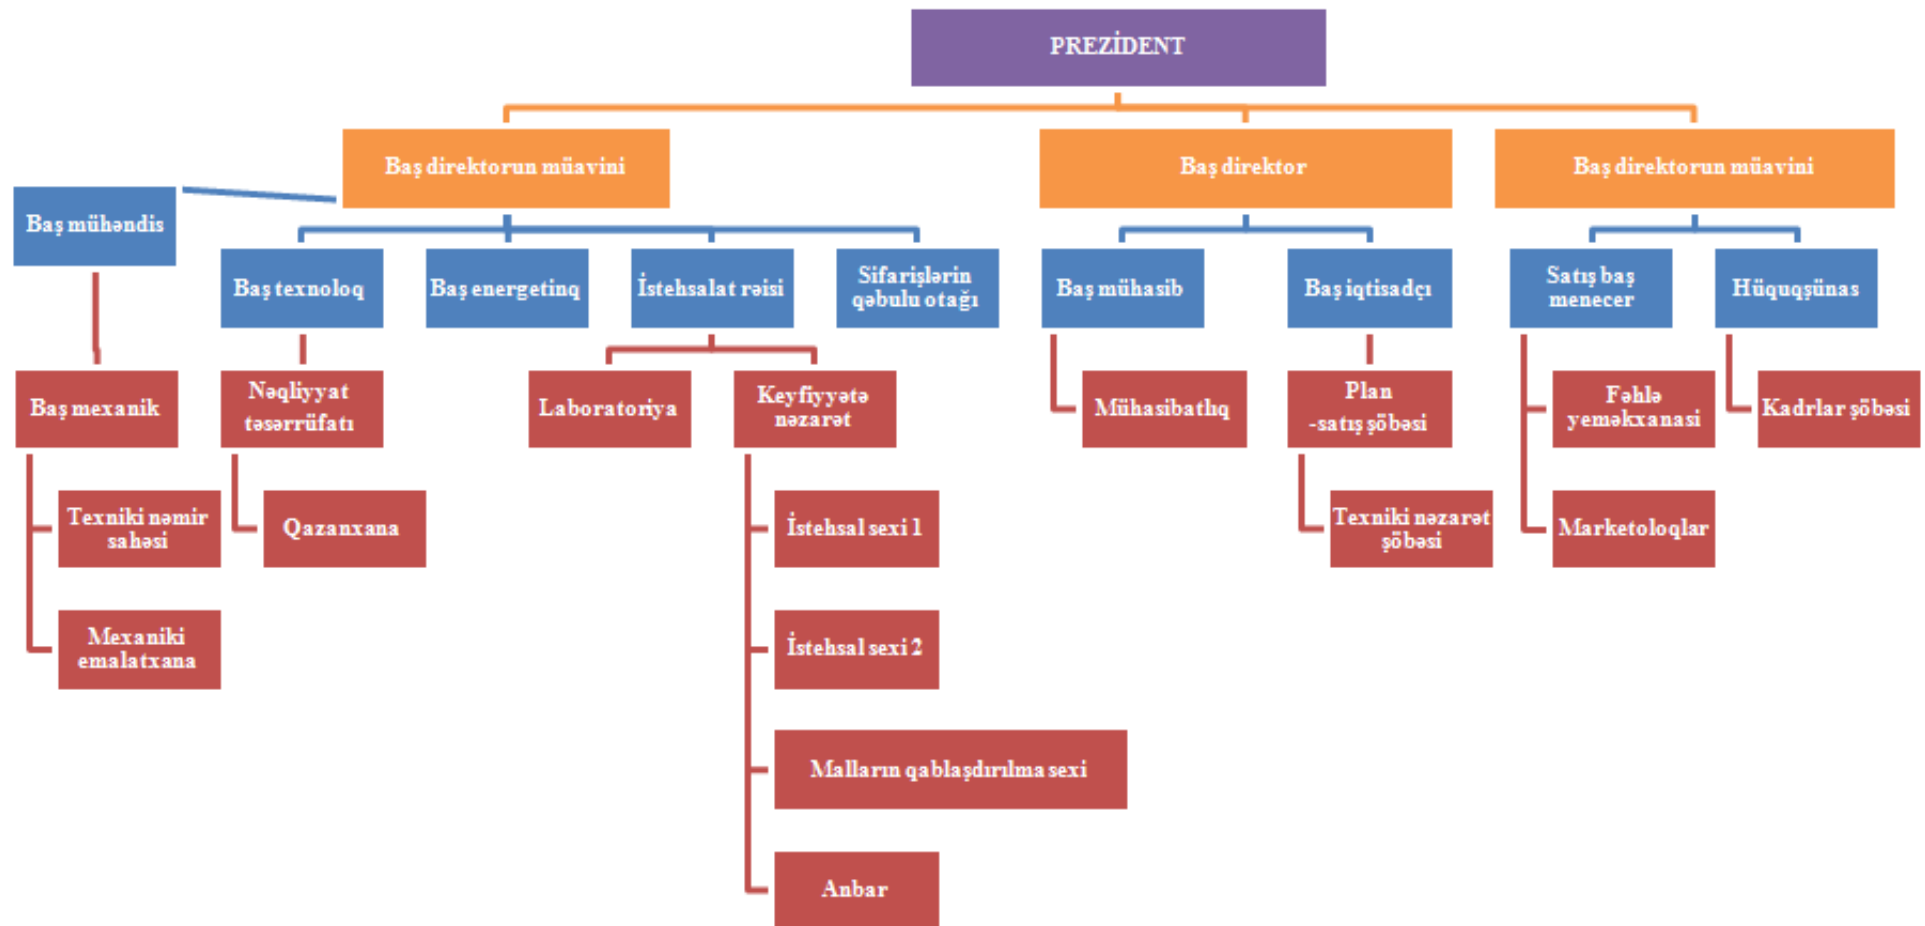 PREZİDENT
Baş direktorun müavini
Baş direktor
Baş direktorun müavini
Baş mühəndis
Baş texnoloq
Baş energetinq
İstehsalat rəisi
Sifarişlərin
qəbulu otağı
Baş mühasib
Baş iqtisadçı
Satış baş
menecer
Hüquqşünas
Baş mexanik
Nəqliyyat
təsərrüfatı
Laboratoriya
Keyfiyyətə
nəzarət
Mühasibatlıq
Plan
-satış şöbəsi
Fəhlə
yeməkxanasi
Kadrlar şöbəsi
Texniki nəmir
sahəsi
Qazanxana
İstehsal sexi 1
Texniki nəzarət
şöbəsi
Marketoloqlar
Mexaniki
emalatxana
İstehsal sexi 2
Malların qablaşdırılma sexi
Anbar